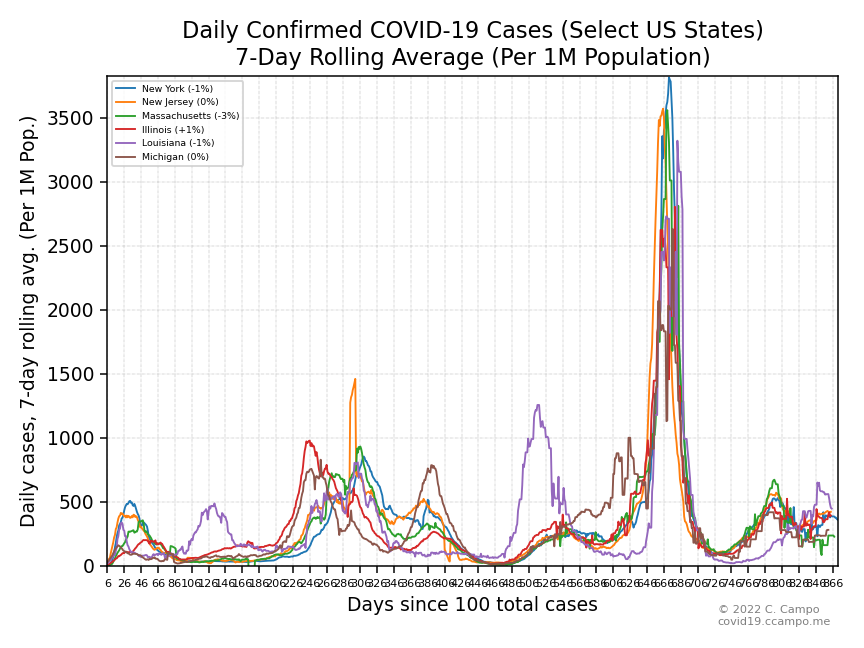 Daily Confirmed COVID-19 Cases (Select US States)
7-Day Rolling Average (Per 1M Population)
New York (-1%)
New Jersey (0%)
Massachusetts (-3%)
Illinois (+1%)
Louisiana (-1%)
Michigan (0%)
Daily cases, 7-day rolling avg. (Per 1M Pop.)
3500
3000
2500
2000
1500
1000
500
0
6 26 46 66 86 106 126 146 166 186 206 226 246 266 286 306 326 346 366 386 406 426 446 466 486 506 526 546 566 586 606 626 646 666 686 706 726 746 766 786 806 826 846 866
Days since 100 total cases
© 2022 C. Campo
covid19.ccampo.me